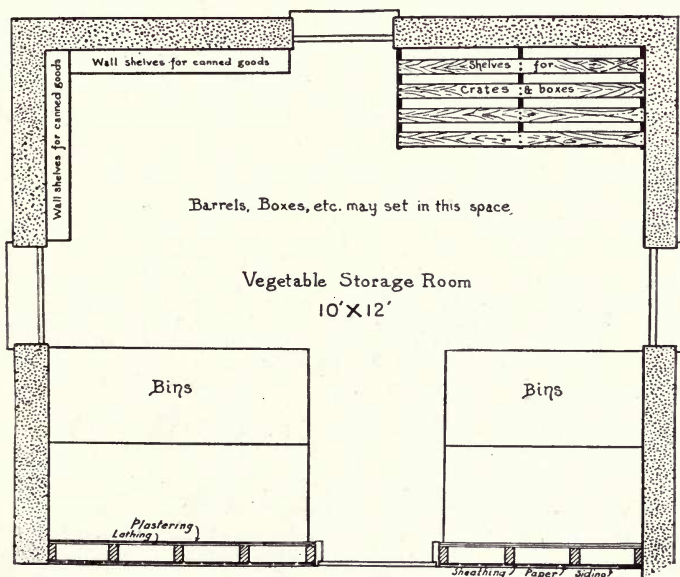 Wall shelves for canned goods
Shelves for
Crates & boxes
Wall shelves for canned goods
Barrels, Boxes, etc. may set in this space.
Vegetable Storage Room
10' X 12'
Bins
Bins
Plastering
Lathing
Sheathing Paper Siding